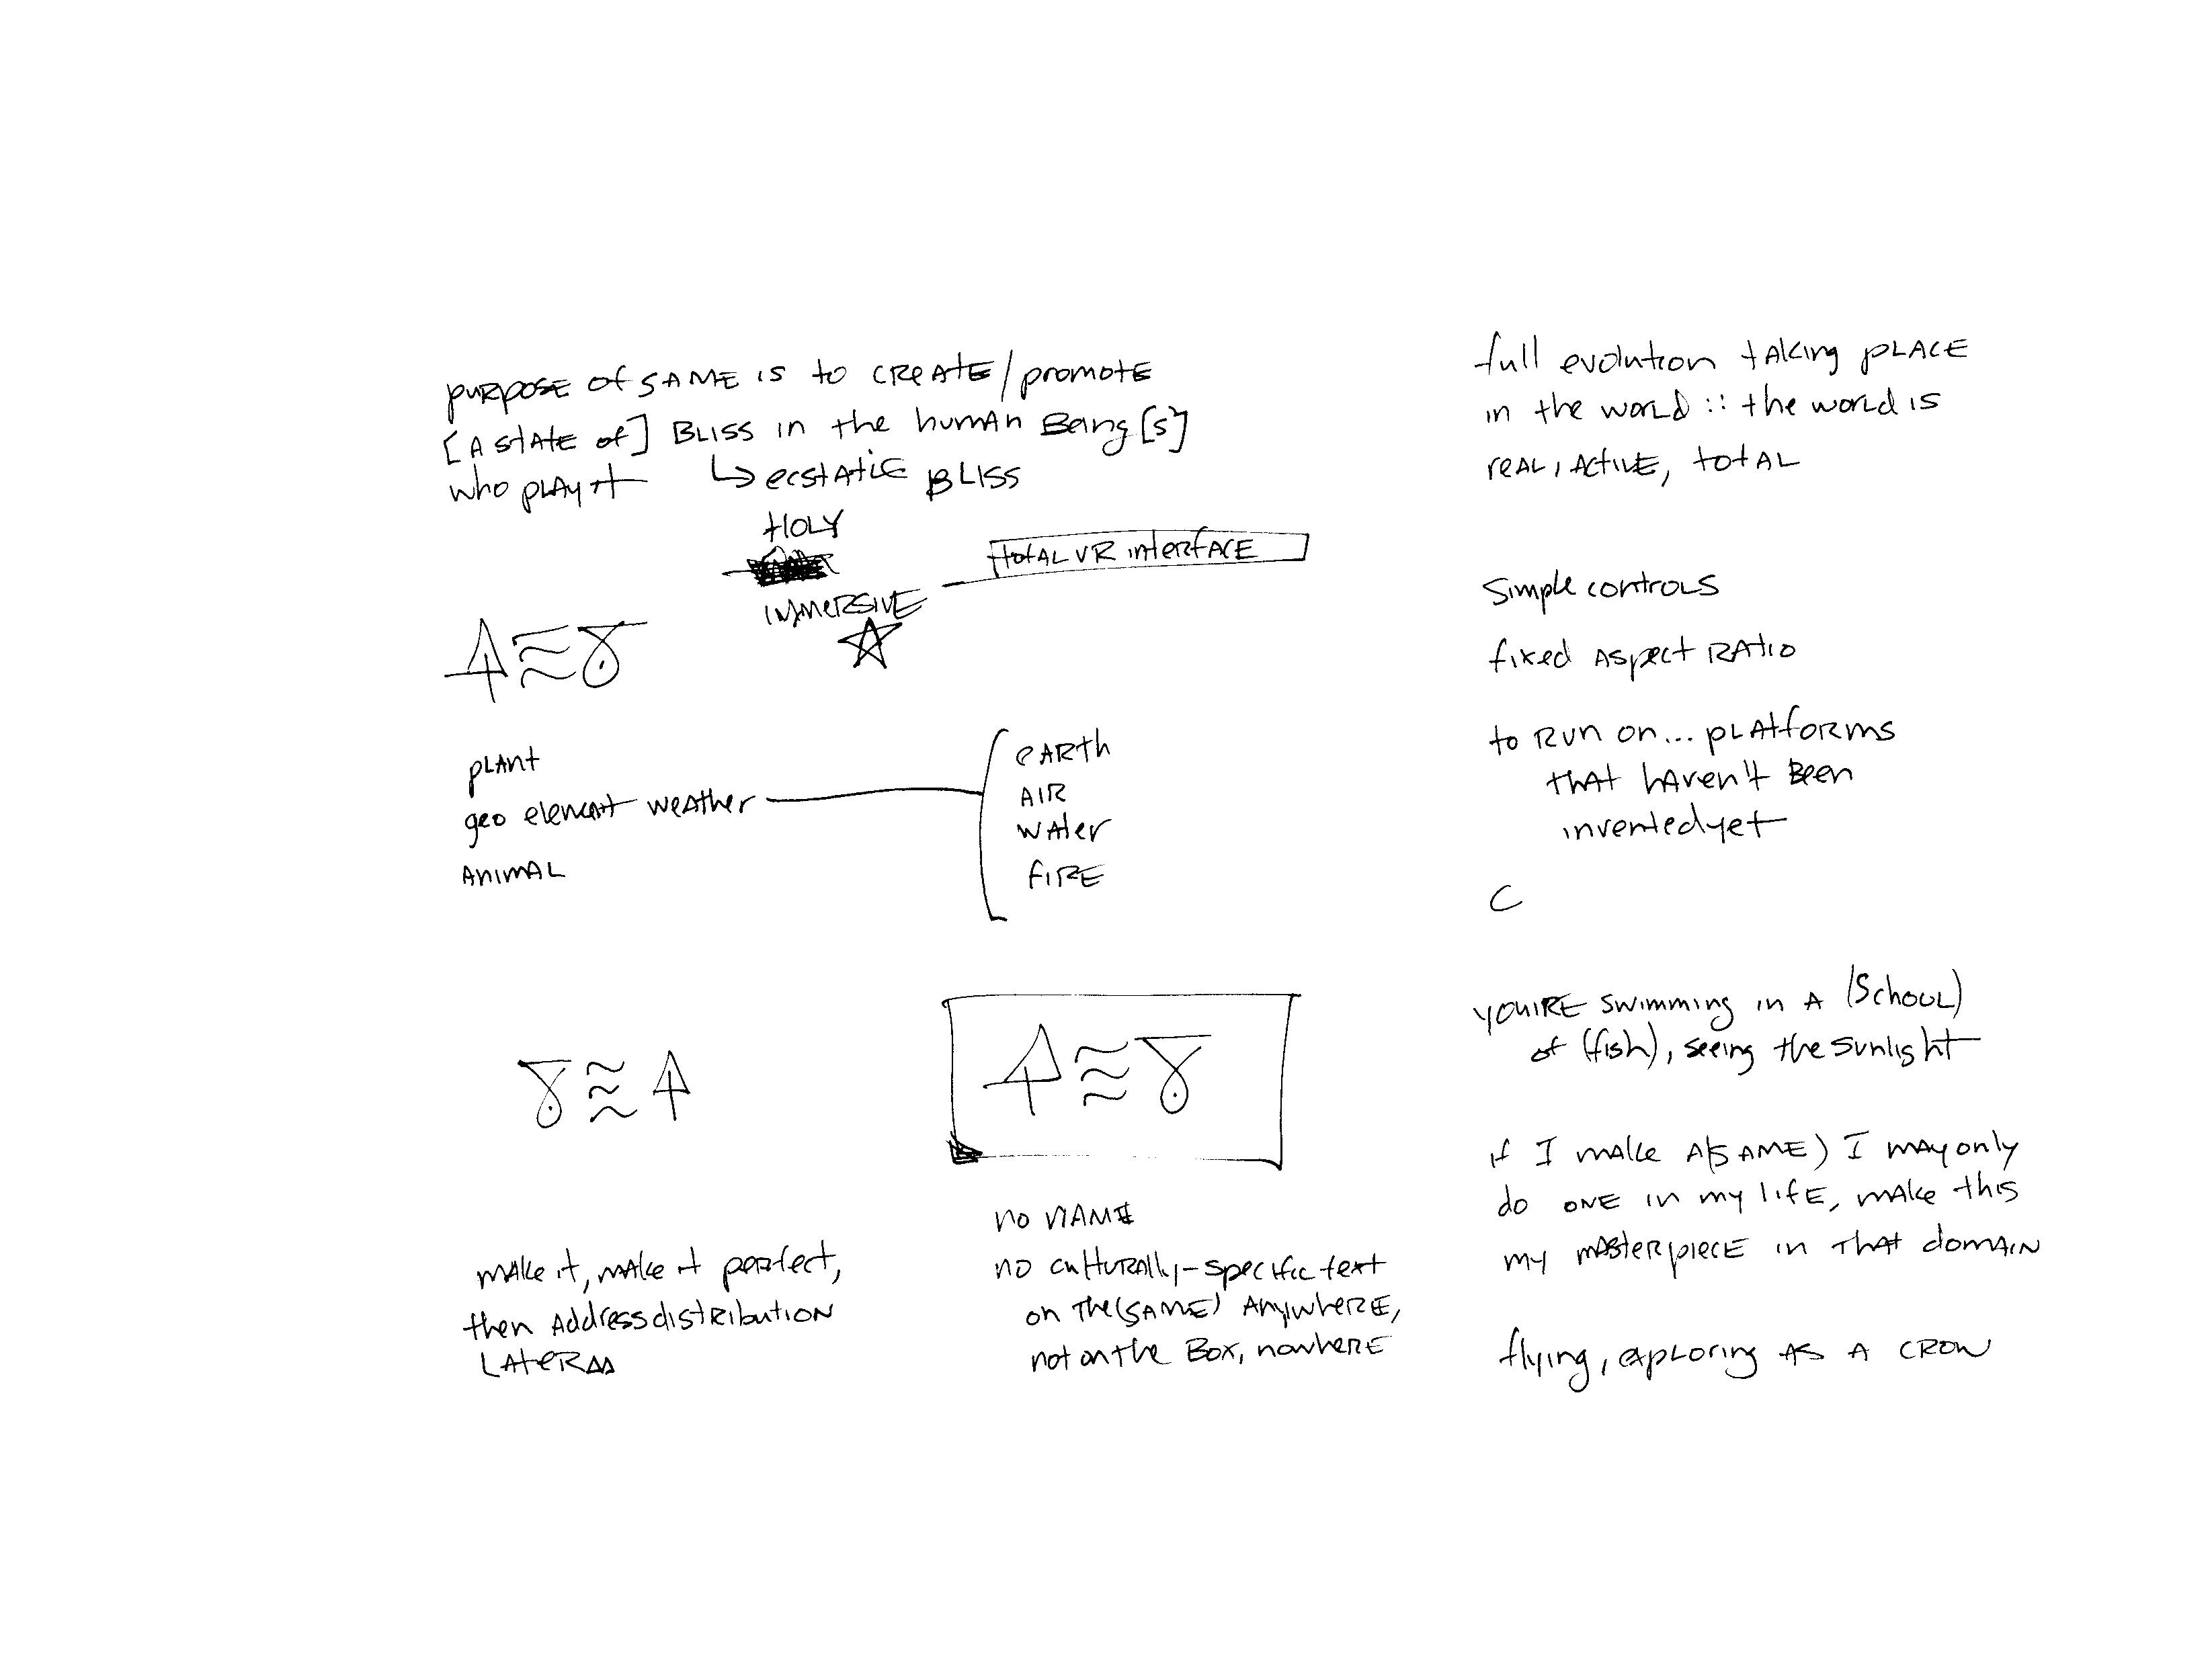 purpose of GAME is to CREATE / promote
[A STATE of] BLISS in the human Being [s]
who PLAY it
↳ ecstatic BLISS
HOLY
IMMERSIVE
total VR interface
plant
geo element weather
ANIMAL
EARTH
AIR
Water
FIRE
make it, make it perfect,
then Address distribution
LATER
no NAME
no culturally-specific text
on The (GAME) ANYWHERE,
not on the Box, nowhere
full evolution taking PLACE
in the world :: the world is
REAL, ACTIVE, total
Simple controls
fixed Aspect RATIO
to RUN on... platforms
that haven't Been
invented yet
C
you're swimming in A (School)
of (fish), seeing the sunlight
if I make A (GAME) I may only
do ONE in my life, make this
my masterpiece in that domain
flying, exploring AS A CROW